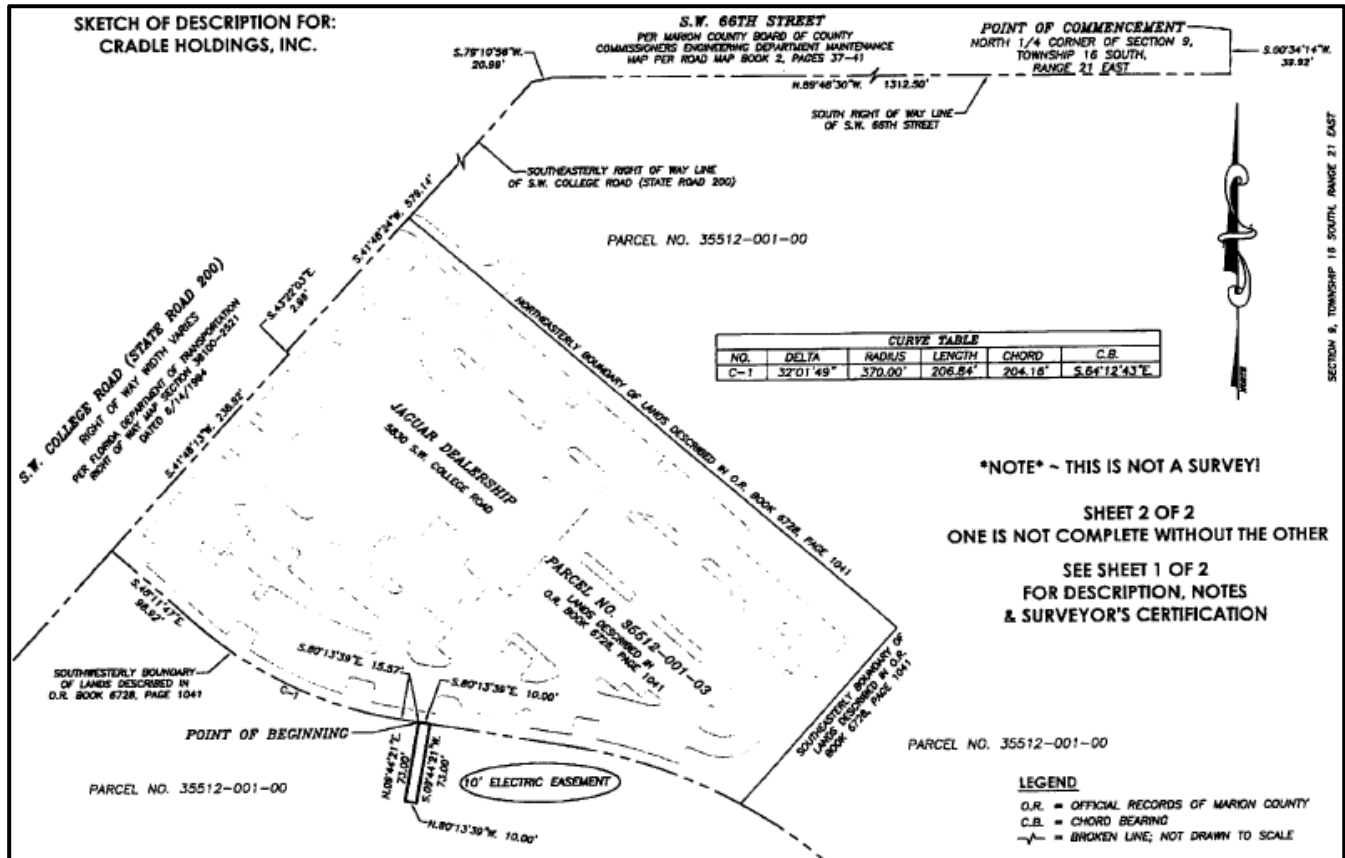 SKETCH OF DESCRIPTION FOR:
CRADLE HOLDINGS, INC.
S.W. 66TH STREET
PER MARION COUNTY BOARD OF COUNTY
COMMISSIONERS ENGINEERING DEPARTMENT MAINTENANCE
MAP PER ROAD MAP BOOK 2, PAGES 37-41
POINT OF COMMENCEMENT
NORTH 1/4 CORNER OF SECTION 9,
TOWNSHIP 16 SOUTH,
RANGE 21 EAST
S.00°34'14"W.
39.92'
S.79°10'56"W.
20.99'
N.89°48'30"W. 1312.50'
SOUTH RIGHT OF WAY LINE
OF S.W. 66TH STREET
SECTION 9, TOWNSHIP 16 SOUTH, RANGE 21 EAST
SOUTHEASTERLY RIGHT OF WAY LINE
OF S.W. COLLEGE ROAD (STATE ROAD 200)
S.41°48'24"W. 579.14'
PARCEL NO. 35512-001-00
S.43°22'03"E.
2.98'
S.W. COLLEGE ROAD (STATE ROAD 200)
RIGHT OF WAY WIDTH VARIES
PER FLORIDA DEPARTMENT OF TRANSPORTATION
RIGHT OF WAY MAP SECTION 36100-2521
DATED 6/14/1994
S.41°48'13"W. 236.92'
NORTHEASTERLY BOUNDARY OF LANDS DESCRIBED IN O.R. BOOK 6728, PAGE 1041
CURVE TABLE
NO. DELTA RADIUS LENGTH CHORD C.B.
C-1 32°01'49" 370.00' 206.84' 204.16' S.64°12'43"E.
NORTH
JAGUAR DEALERSHIP
5830 S.W. COLLEGE ROAD
*NOTE* ~ THIS IS NOT A SURVEY!
SHEET 2 OF 2
ONE IS NOT COMPLETE WITHOUT THE OTHER
SEE SHEET 1 OF 2
FOR DESCRIPTION, NOTES
& SURVEYOR'S CERTIFICATION
PARCEL NO. 35512-001-03
LANDS DESCRIBED IN
O.R. BOOK 6728, PAGE 1041
S.48°11'47"E.
98.92'
SOUTHWESTERLY BOUNDARY
OF LANDS DESCRIBED IN
O.R. BOOK 6728, PAGE 1041
C-1
S.80°13'39"E. 15.57'
S.80°13'39"E. 10.00'
SOUTHEASTERLY BOUNDARY OF
LANDS DESCRIBED IN O.R.
BOOK 6728, PAGE 1041
POINT OF BEGINNING
N.09°44'21"E.
73.00'
S.09°44'21"W.
73.00'
10' ELECTRIC EASEMENT
PARCEL NO. 35512-001-00
PARCEL NO. 35512-001-00
N.80°13'39"W. 10.00'
LEGEND
O.R. = OFFICIAL RECORDS OF MARION COUNTY
C.B. = CHORD BEARING
= BROKEN LINE; NOT DRAWN TO SCALE